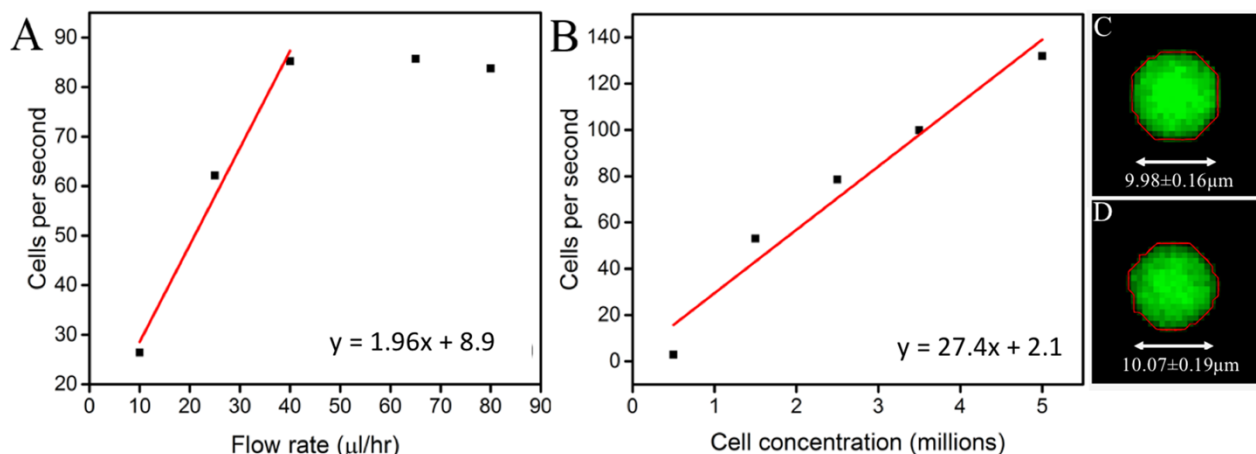 A
Cells per second
90
80
70
60
50
40
30
20
y = 1.96x + 8.9
0 10 20 30 40 50 60 70 80 90
Flow rate (μl/hr)
B
Cells per second
140
120
100
80
60
40
20
0
y = 27.4x + 2.1
0 1 2 3 4 5
Cell concentration (millions)
C
9.98±0.16μm
D
10.07±0.19μm